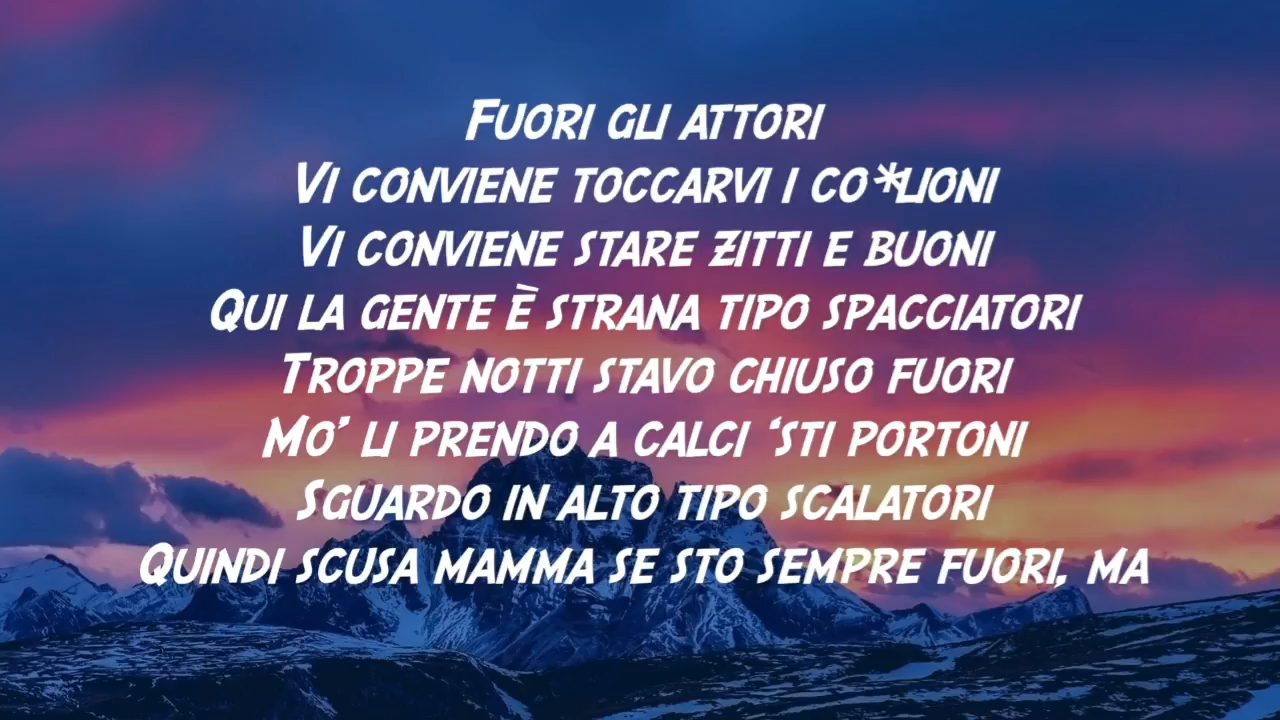 Fuori gli attori
Vi conviene toccarvi i co*lioni
Vi conviene stare zitti e buoni
Qui la gente è strana tipo spacciatori
Troppe notti stavo chiuso fuori
Mo' li prendo a calci 'sti portoni
Sguardo in alto tipo scalatori
Quindi scusa mamma se sto sempre fuori, ma